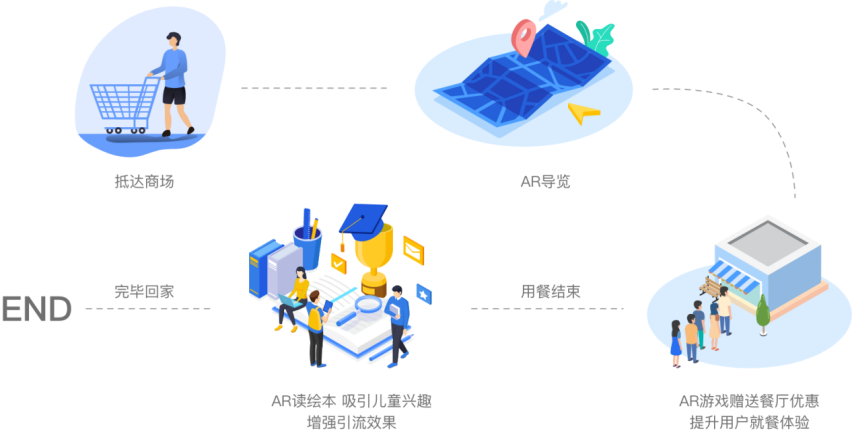 抵达商场
AR导览
AR游戏赠送餐厅优惠
提升用户就餐体验
用餐结束
AR读绘本 吸引儿童兴趣
增强引流效果
完毕回家
END